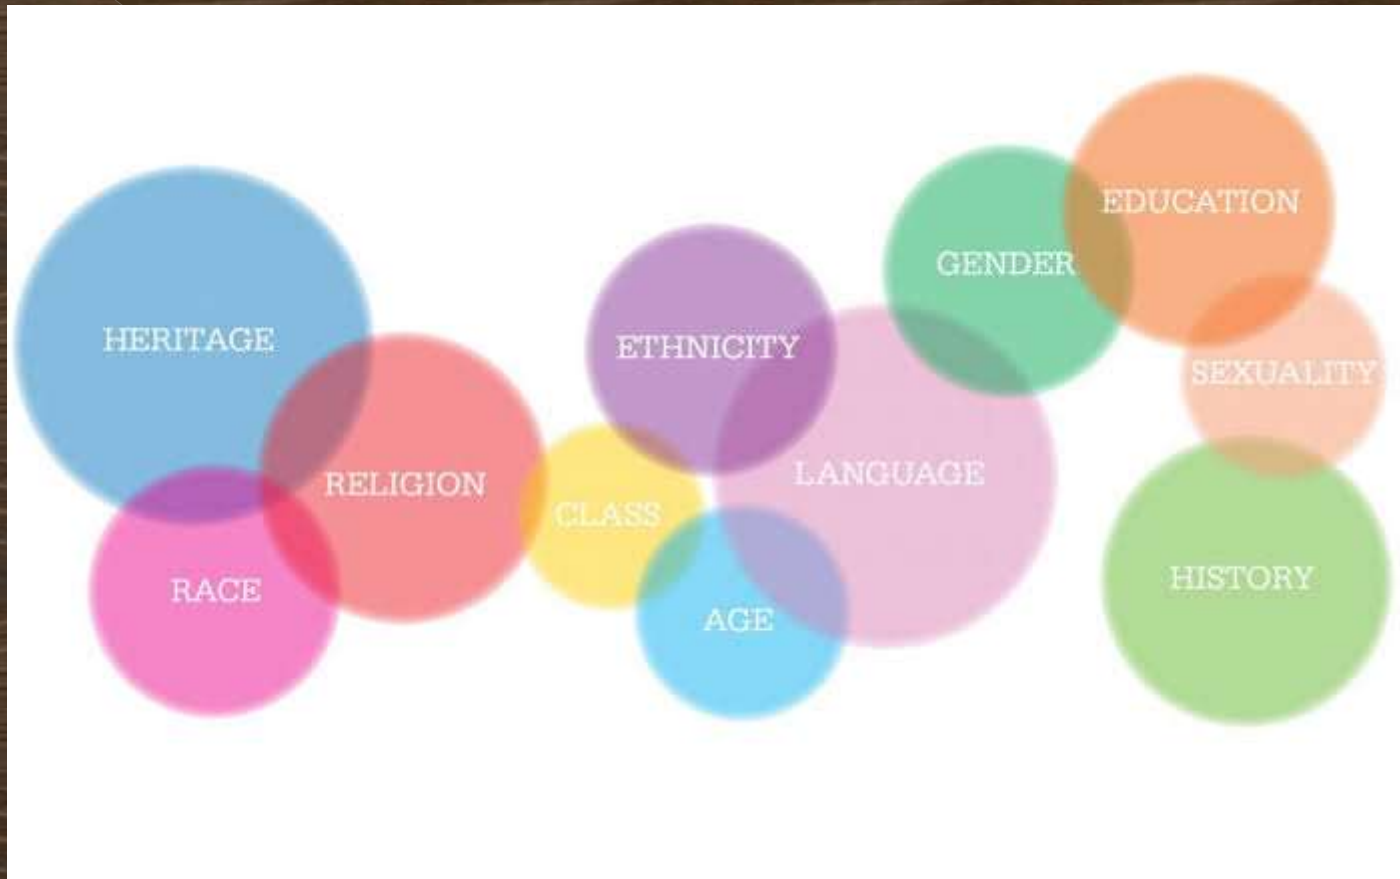 HERITAGE
RELIGION
RACE
CLASS
ETHNICITY
AGE
LANGUAGE
GENDER
EDUCATION
SEXUALITY
HISTORY